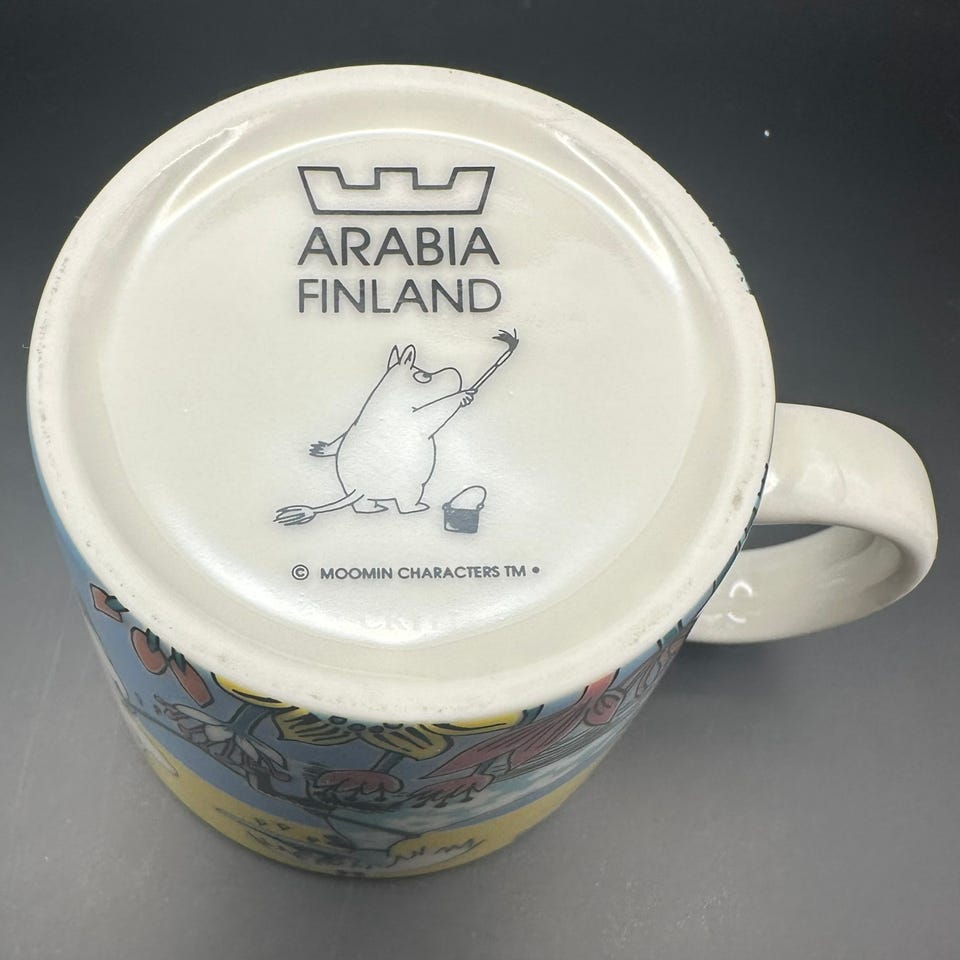 ARABIA
FINLAND
© MOOMIN CHARACTERS TM •